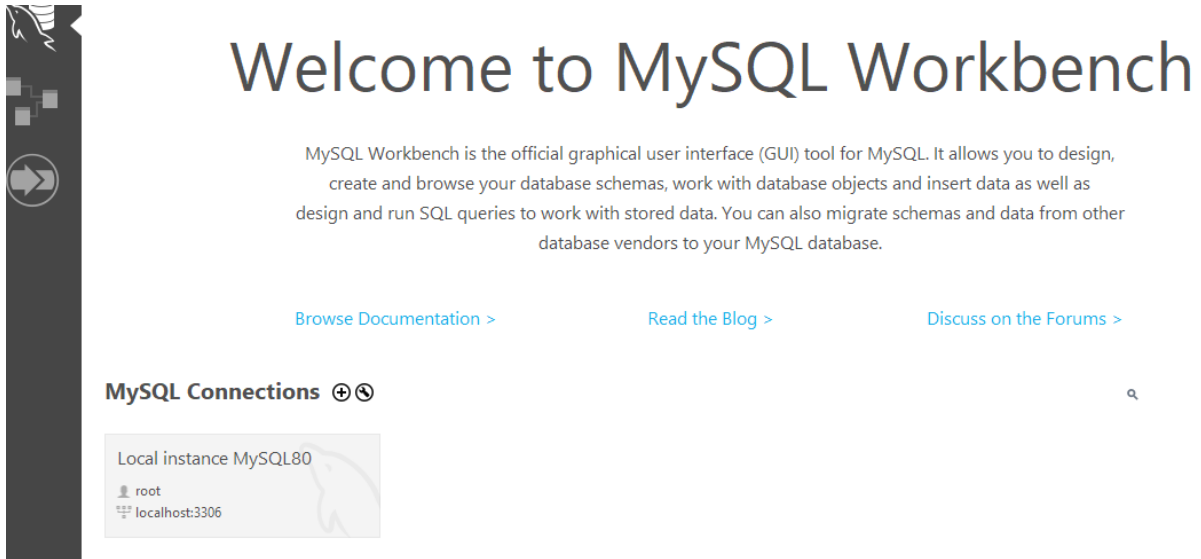 Welcome to MySQL Workbench
MySQL Workbench is the official graphical user interface (GUI) tool for MySQL. It allows you to design,
create and browse your database schemas, work with database objects and insert data as well as
design and run SQL queries to work with stored data. You can also migrate schemas and data from other
database vendors to your MySQL database.
Browse Documentation > Read the Blog > Discuss on the Forums >
MySQL Connections
Local instance MySQL80
root
localhost:3306